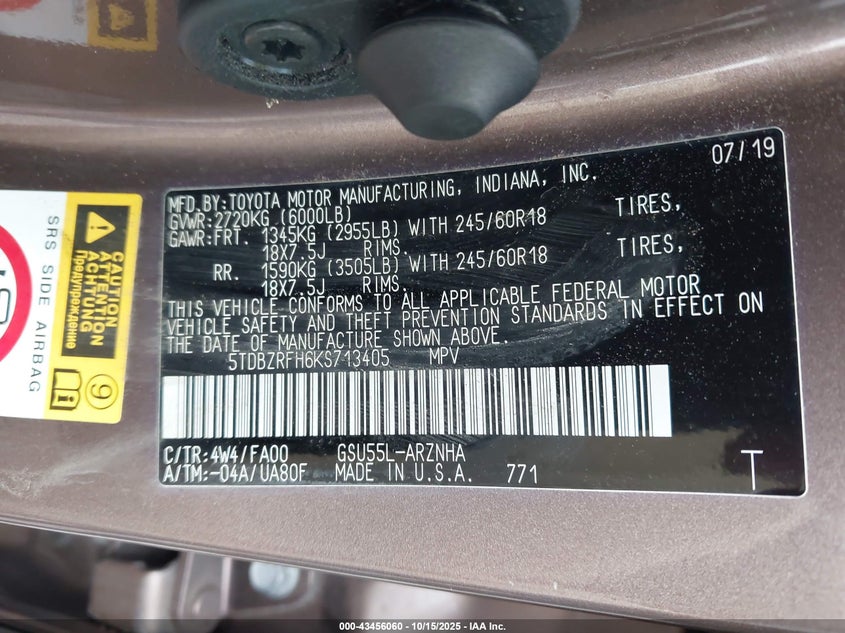 07/19
MFD.BY:TOYOTA MOTOR MANUFACTURING, INDIANA, INC.
GVWR:2720KG (6000LB)
GAWR:FRT. 1345KG (2955LB) WITH 245/60R18 TIRES,
18X7.5J RIMS.
RR. 1590KG (3505LB) WITH 245/60R18 TIRES,
18X7.5J RIMS.
THIS VEHICLE CONFORMS TO ALL APPLICABLE FEDERAL MOTOR
VEHICLE SAFETY AND THEFT PREVENTION STANDARDS IN EFFECT ON
THE DATE OF MANUFACTURE SHOWN ABOVE.
5TDBZRFH6KS713405 MPV
C/TR:4W4/FA00 GSU55L-ARZNHA
A/TM:-04A/UA80F MADE IN U.S.A. 771
T
CAUTION
ATTENTION
ACHTUNG
Предупреждение
SRS SIDE AIRBAG
9
000-43456060 - 10/15/2025 - IAA Inc.